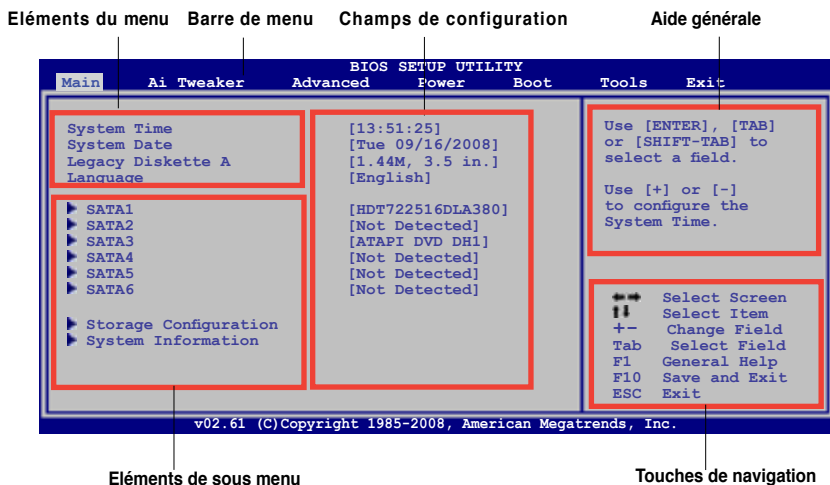 Eléments du menu Barre de menu Champs de configuration Aide générale
BIOS SETUP UTILITY
Main Ai Tweaker Advanced Power Boot Tools Exit
System Time [13:51:25]
System Date [Tue 09/16/2008]
Legacy Diskette A [1.44M, 3.5 in.]
Language [English]
SATA1 [HDT722516DLA380]
SATA2 [Not Detected]
SATA3 [ATAPI DVD DH1]
SATA4 [Not Detected]
SATA5 [Not Detected]
SATA6 [Not Detected]
Storage Configuration
System Information
Use [ENTER], [TAB]
or [SHIFT-TAB] to
select a field.
Use [+] or [-]
to configure the
System Time.
Select Screen
Select Item
+- Change Field
Tab Select Field
F1 General Help
F10 Save and Exit
ESC Exit
v02.61 (C)Copyright 1985-2008, American Megatrends, Inc.
Eléments de sous menu Touches de navigation